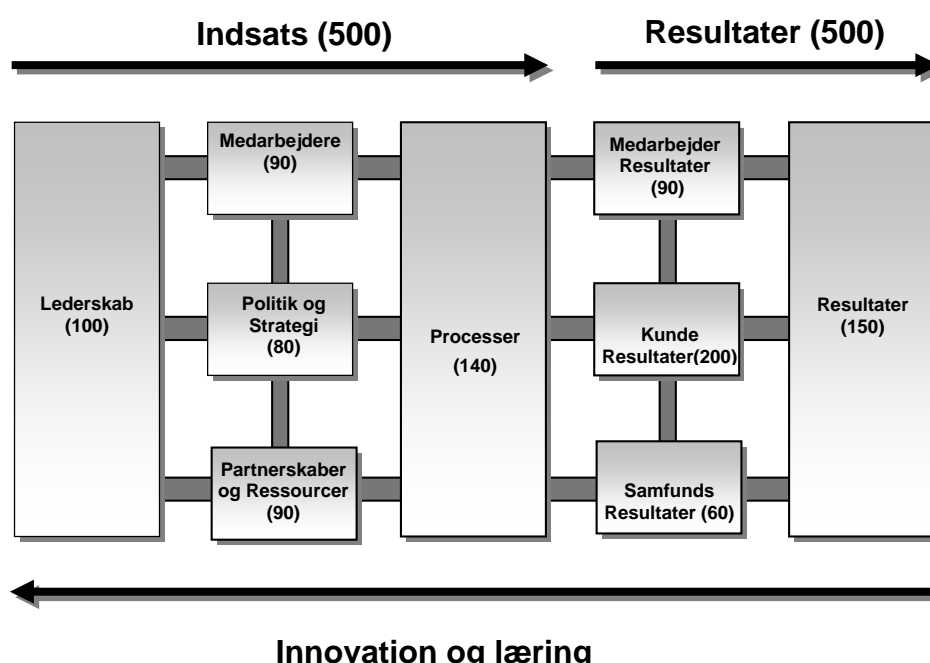 Indsats (500)
Resultater (500)
Lederskab
(100)
Medarbejdere
(90)
Politik og
Strategi
(80)
Partnerskaber
og Ressourcer
(90)
Processer
(140)
Medarbejder
Resultater
(90)
Kunde
Resultater(200)
Samfunds
Resultater (60)
Resultater
(150)
Innovation og læring